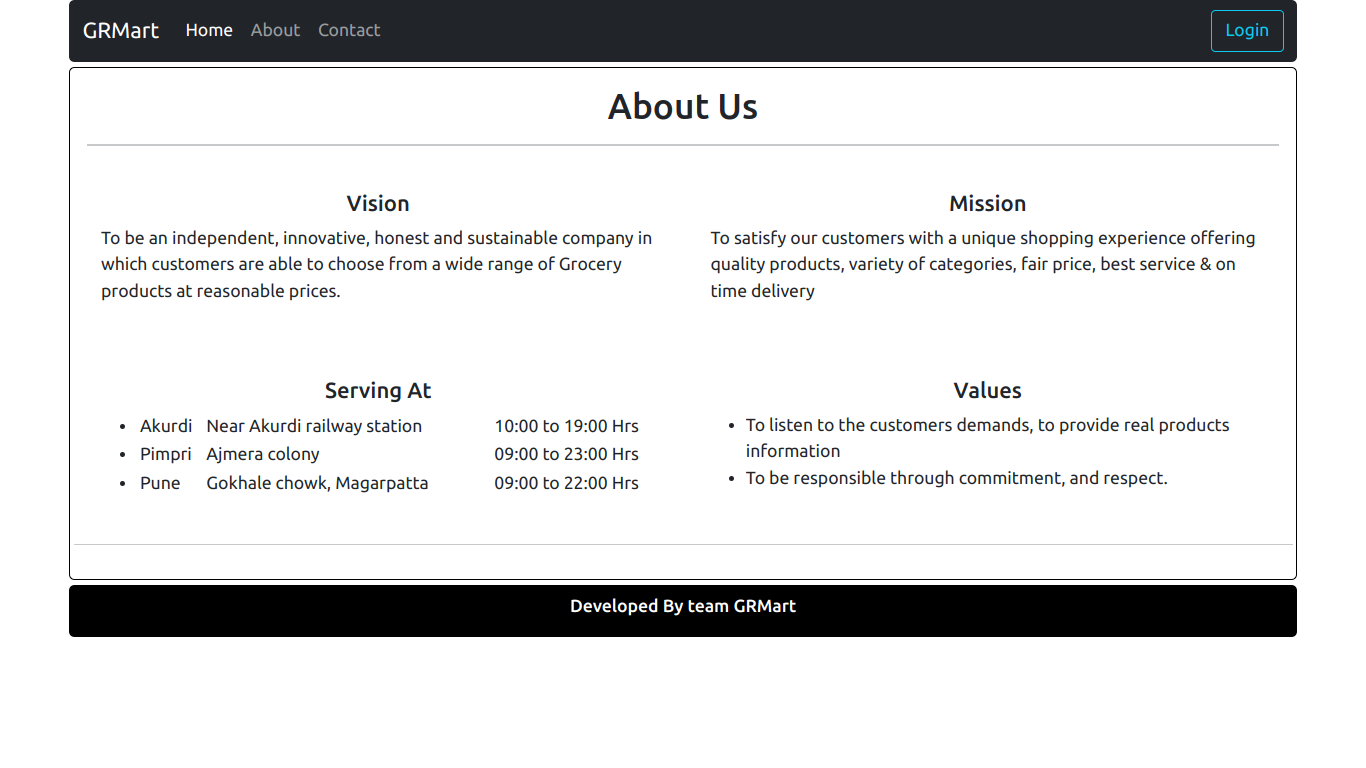 GRMart Home About Contact Login
About Us
Vision
To be an independent, innovative, honest and sustainable company in
which customers are able to choose from a wide range of Grocery
products at reasonable prices.
Mission
To satisfy our customers with a unique shopping experience offering
quality products, variety of categories, fair price, best service & on
time delivery
Serving At
• Akurdi Near Akurdi railway station 10:00 to 19:00 Hrs
• Pimpri Ajmera colony 09:00 to 23:00 Hrs
• Pune Gokhale chowk, Magarpatta 09:00 to 22:00 Hrs
Values
• To listen to the customers demands, to provide real products
information
• To be responsible through commitment, and respect.
Developed By team GRMart